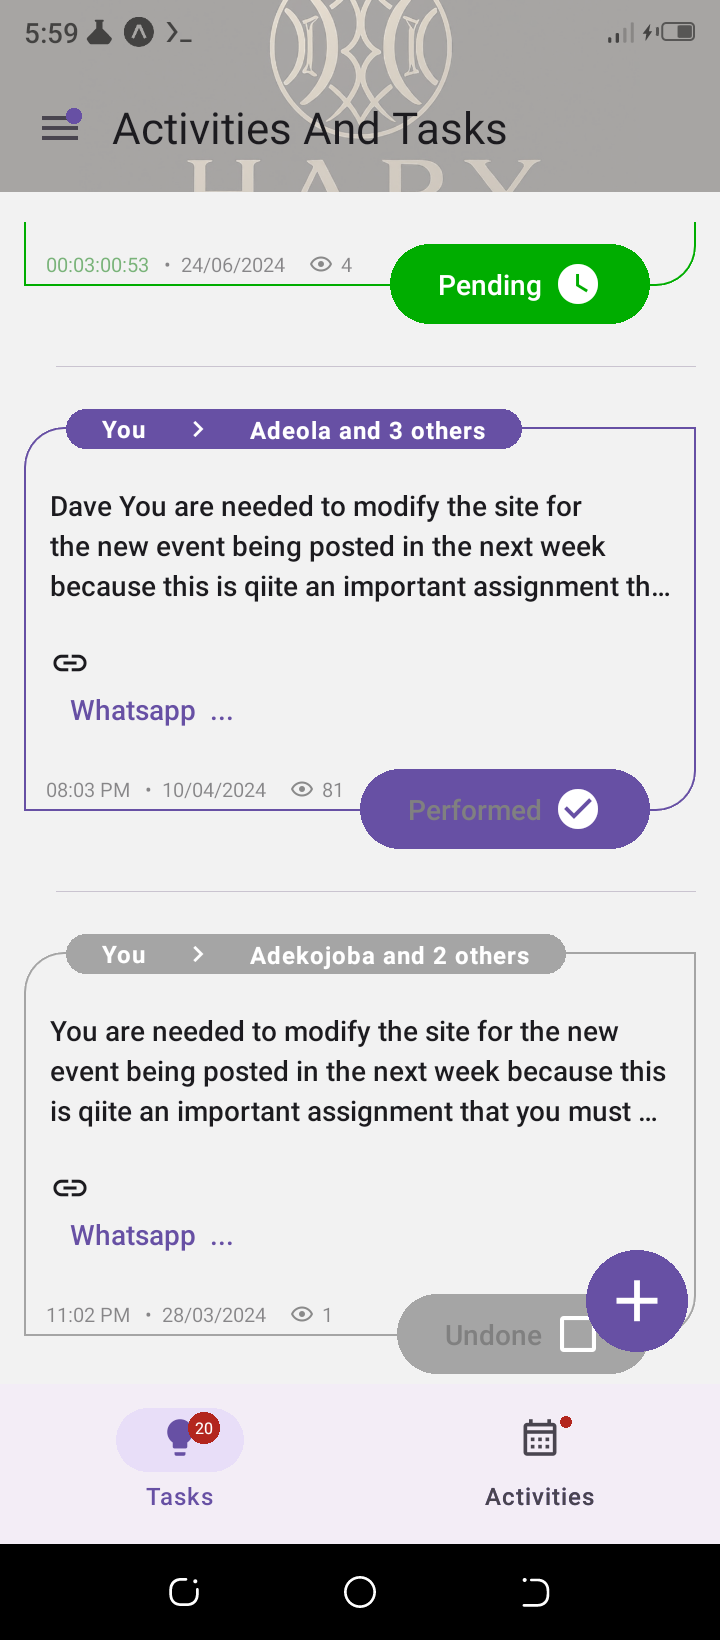 5:59
Activities And Tasks
HARY
00:03:00:53 • 24/06/2024 4
Pending
You > Adeola and 3 others
Dave You are needed to modify the site for
the new event being posted in the next week
because this is qiite an important assignment th...
Whatsapp ...
08:03 PM • 10/04/2024 81
Performed
You > Adekojoba and 2 others
You are needed to modify the site for the new
event being posted in the next week because this
is qiite an important assignment that you must ...
Whatsapp ...
11:02 PM • 28/03/2024 1
Undone
20
Tasks
Activities